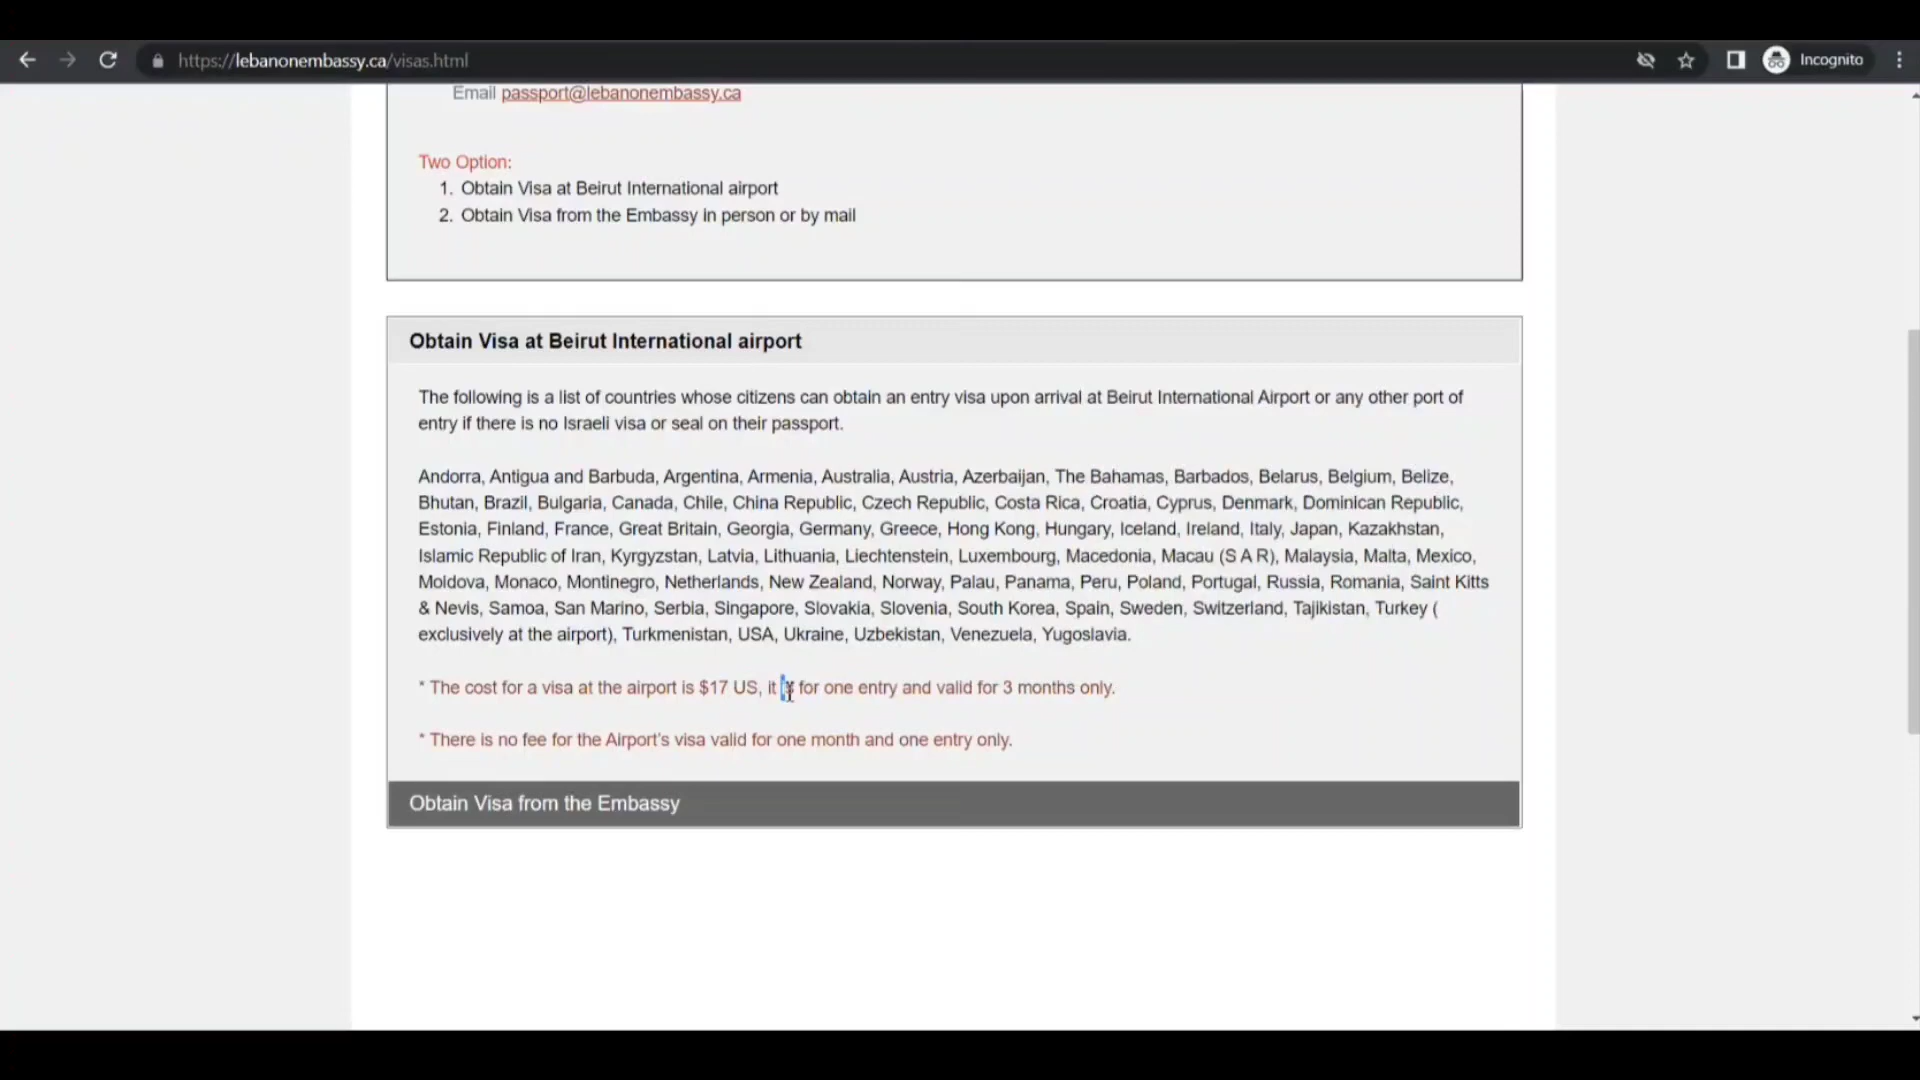 https://lebanonembassy.ca/visas.html
Incognito
Email passport@lebanonembassy.ca
Two Option:
1. Obtain Visa at Beirut International airport
2. Obtain Visa from the Embassy in person or by mail
Obtain Visa at Beirut International airport
The following is a list of countries whose citizens can obtain an entry visa upon arrival at Beirut International Airport or any other port of
entry if there is no Israeli visa or seal on their passport.
Andorra, Antigua and Barbuda, Argentina, Armenia, Australia, Austria, Azerbaijan, The Bahamas, Barbados, Belarus, Belgium, Belize,
Bhutan, Brazil, Bulgaria, Canada, Chile, China Republic, Czech Republic, Costa Rica, Croatia, Cyprus, Denmark, Dominican Republic,
Estonia, Finland, France, Great Britain, Georgia, Germany, Greece, Hong Kong, Hungary, Iceland, Ireland, Italy, Japan, Kazakhstan,
Islamic Republic of Iran, Kyrgyzstan, Latvia, Lithuania, Liechtenstein, Luxembourg, Macedonia, Macau (S A R), Malaysia, Malta, Mexico,
Moldova, Monaco, Montinegro, Netherlands, New Zealand, Norway, Palau, Panama, Peru, Poland, Portugal, Russia, Romania, Saint Kitts
& Nevis, Samoa, San Marino, Serbia, Singapore, Slovakia, Slovenia, South Korea, Spain, Sweden, Switzerland, Tajikistan, Turkey (
exclusively at the airport), Turkmenistan, USA, Ukraine, Uzbekistan, Venezuela, Yugoslavia.
* The cost for a visa at the airport is $17 US, it is for one entry and valid for 3 months only.
* There is no fee for the Airport's visa valid for one month and one entry only.
Obtain Visa from the Embassy